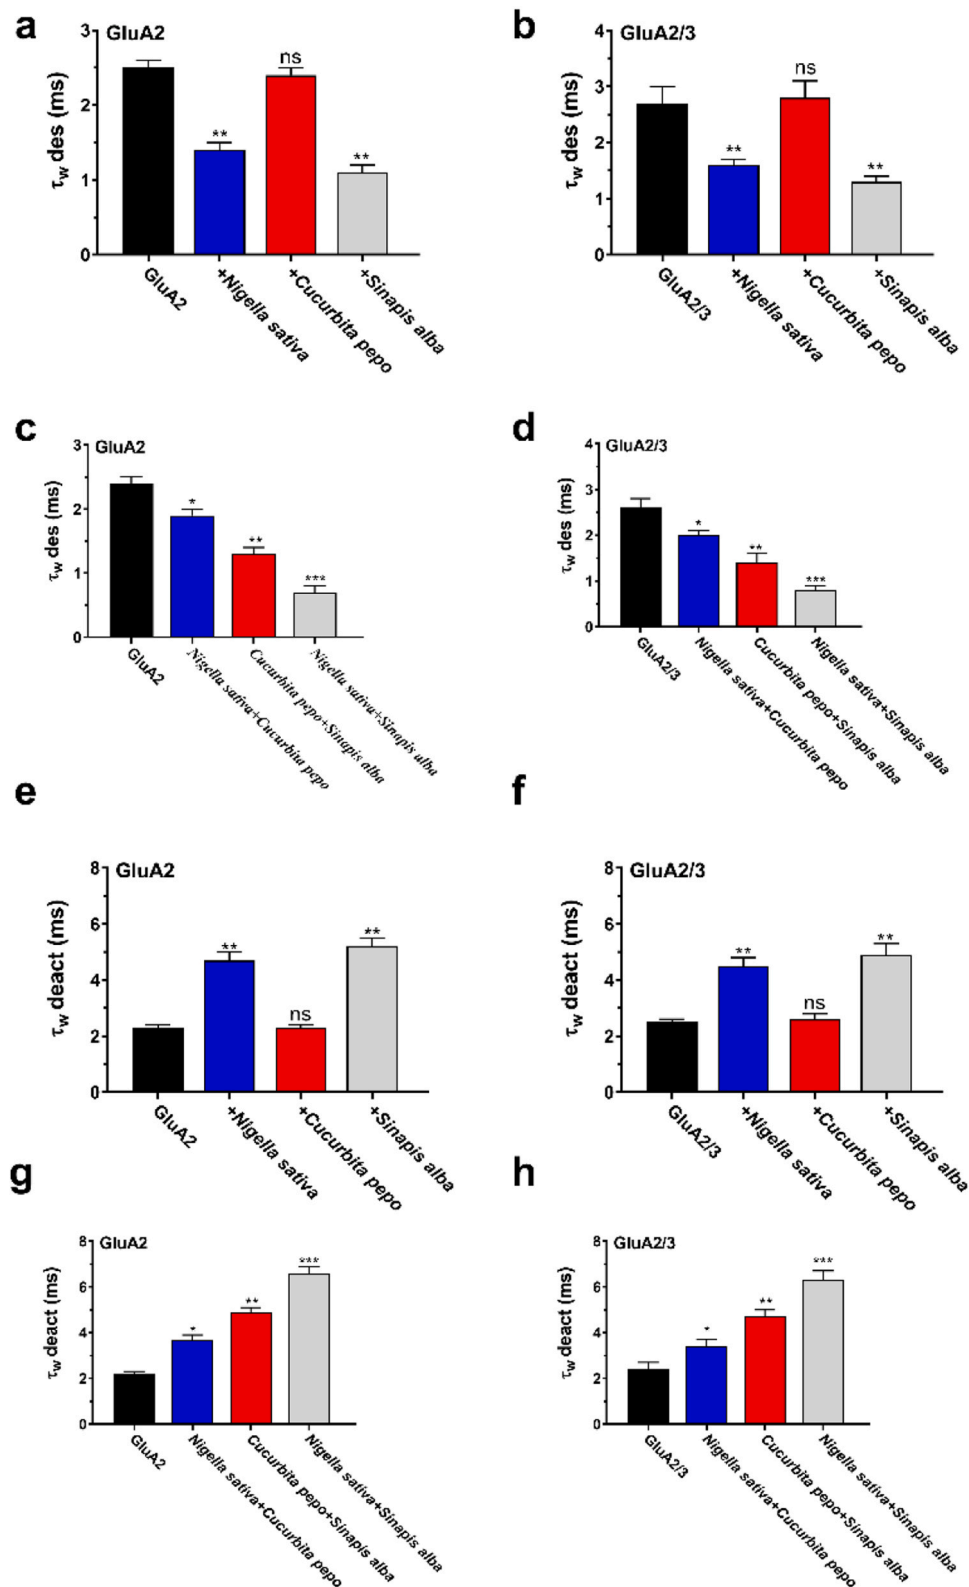 a
GluA2
τw des (ms)
3
2
1
0
**
ns
**
GluA2
+Nigella sativa
+Cucurbita pepo
+Sinapis alba
b
GluA2/3
τw des (ms)
4
3
2
1
0
**
ns
**
GluA2/3
+Nigella sativa
+Cucurbita pepo
+Sinapis alba
c
GluA2
τw des (ms)
3
2
1
0
*
**
***
GluA2
Nigella sativa+Cucurbita pepo
Cucurbita pepo+Sinapis alba
Nigella sativa+Sinapis alba
d
GluA2/3
τw des (ms)
4
3
2
1
0
*
**
***
GluA2/3
Nigella sativa+Cucurbita pepo
Cucurbita pepo+Sinapis alba
Nigella sativa+Sinapis alba
e
GluA2
τw deact (ms)
8
6
4
2
0
**
ns
**
GluA2
+Nigella sativa
+Cucurbita pepo
+Sinapis alba
f
GluA2/3
τw deact (ms)
8
6
4
2
0
**
ns
**
GluA2/3
+Nigella sativa
+Cucurbita pepo
+Sinapis alba
g
GluA2
τw deact (ms)
8
6
4
2
0
*
**
***
GluA2
Nigella sativa+Cucurbita pepo
Cucurbita pepo+Sinapis alba
Nigella sativa+Sinapis alba
h
GluA2/3
τw deact (ms)
8
6
4
2
0
*
**
***
GluA2/3
Nigella sativa+Cucurbita pepo
Cucurbita pepo+Sinapis alba
Nigella sativa+Sinapis alba